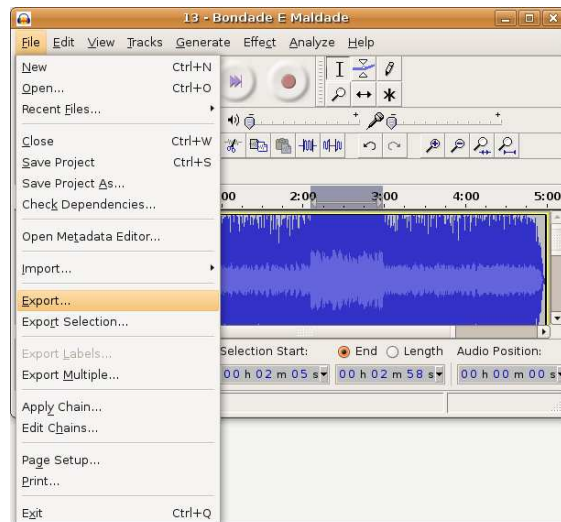 13 - Bondade E Maldade
File Edit View Tracks Generate Effect Analyze Help
New Ctrl+N
Open... Ctrl+O
Recent Files...
Close Ctrl+W
Save Project Ctrl+S
Save Project As...
Check Dependencies...
Open Metadata Editor...
Import...
Export...
Export Selection...
Export Labels...
Export Multiple...
Apply Chain...
Edit Chains...
Page Setup...
Print...
Exit Ctrl+Q
00 2:00 3:00 4:00 5:00
Selection Start: End Length Audio Position:
00 h 02 m 05 s 00 h 02 m 58 s 00 h 00 m 00 s